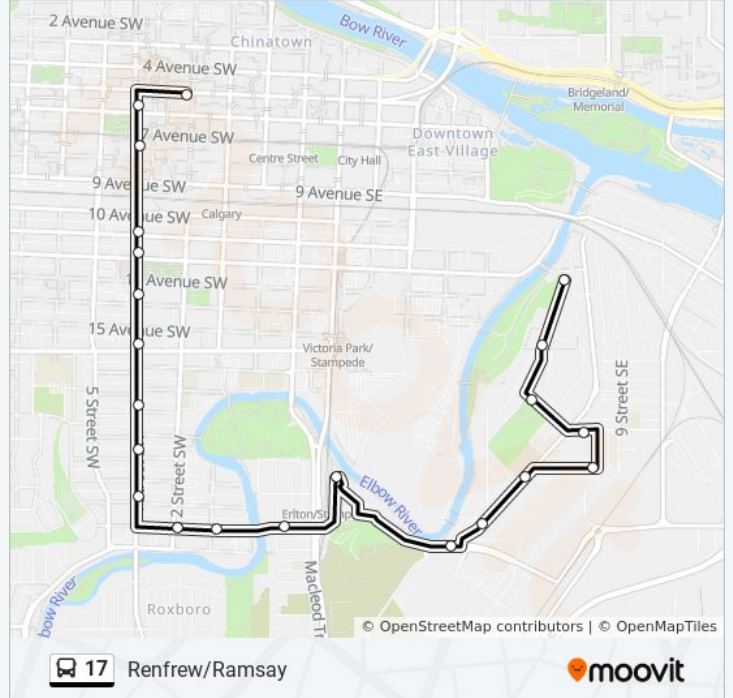 2 Avenue SW
Bow River
Chinatown
4 Avenue SW
Bridgeland/
Memorial
7 Avenue SW
Downtown
East Village
Centre Street
City Hall
9 Avenue SW
9 Avenue SE
10 Avenue SW
Calgary
Avenue SW
15 Avenue SW
Victoria Park/
Stampede
5 Street SW
9 Street SE
2 Street SW
Elbow River
Erlton/Stamp
Macleod Tr
bow River
Roxboro
© OpenStreetMap contributors | © OpenMapTiles
17 Renfrew/Ramsay
moovit